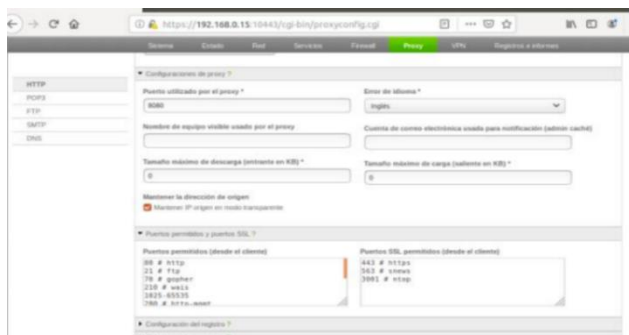 https://192.168.0.15:10443/cgi-bin/proxyconfig.cgi
Sistema Estado Red Servicios Firewall Proxy VPN Registros e informes
HTTP
POP3
FTP
SMTP
DNS
Configuraciones de proxy ?
Puerto utilizado por el proxy * Error de idioma *
8080 Inglés
Nombre de equipo visible usado por el proxy Cuenta de correo electrónica usada para notificación (admin caché)
Tamaño máximo de descarga (entrante en KB) * Tamaño máximo de carga (saliente en KB) *
0 0
Mantener la dirección de origen
Mantener IP origen en modo transparente
Puertos permitidos y puertos SSL ?
Puertos permitidos (desde el cliente) Puertos SSL permitidos (desde el cliente)
80 # http 443 # https
21 # ftp 563 # snews
70 # gopher 3001 # ntop
210 # wais
1025-65535
280 # http-mgmt
Configuración del registro ?